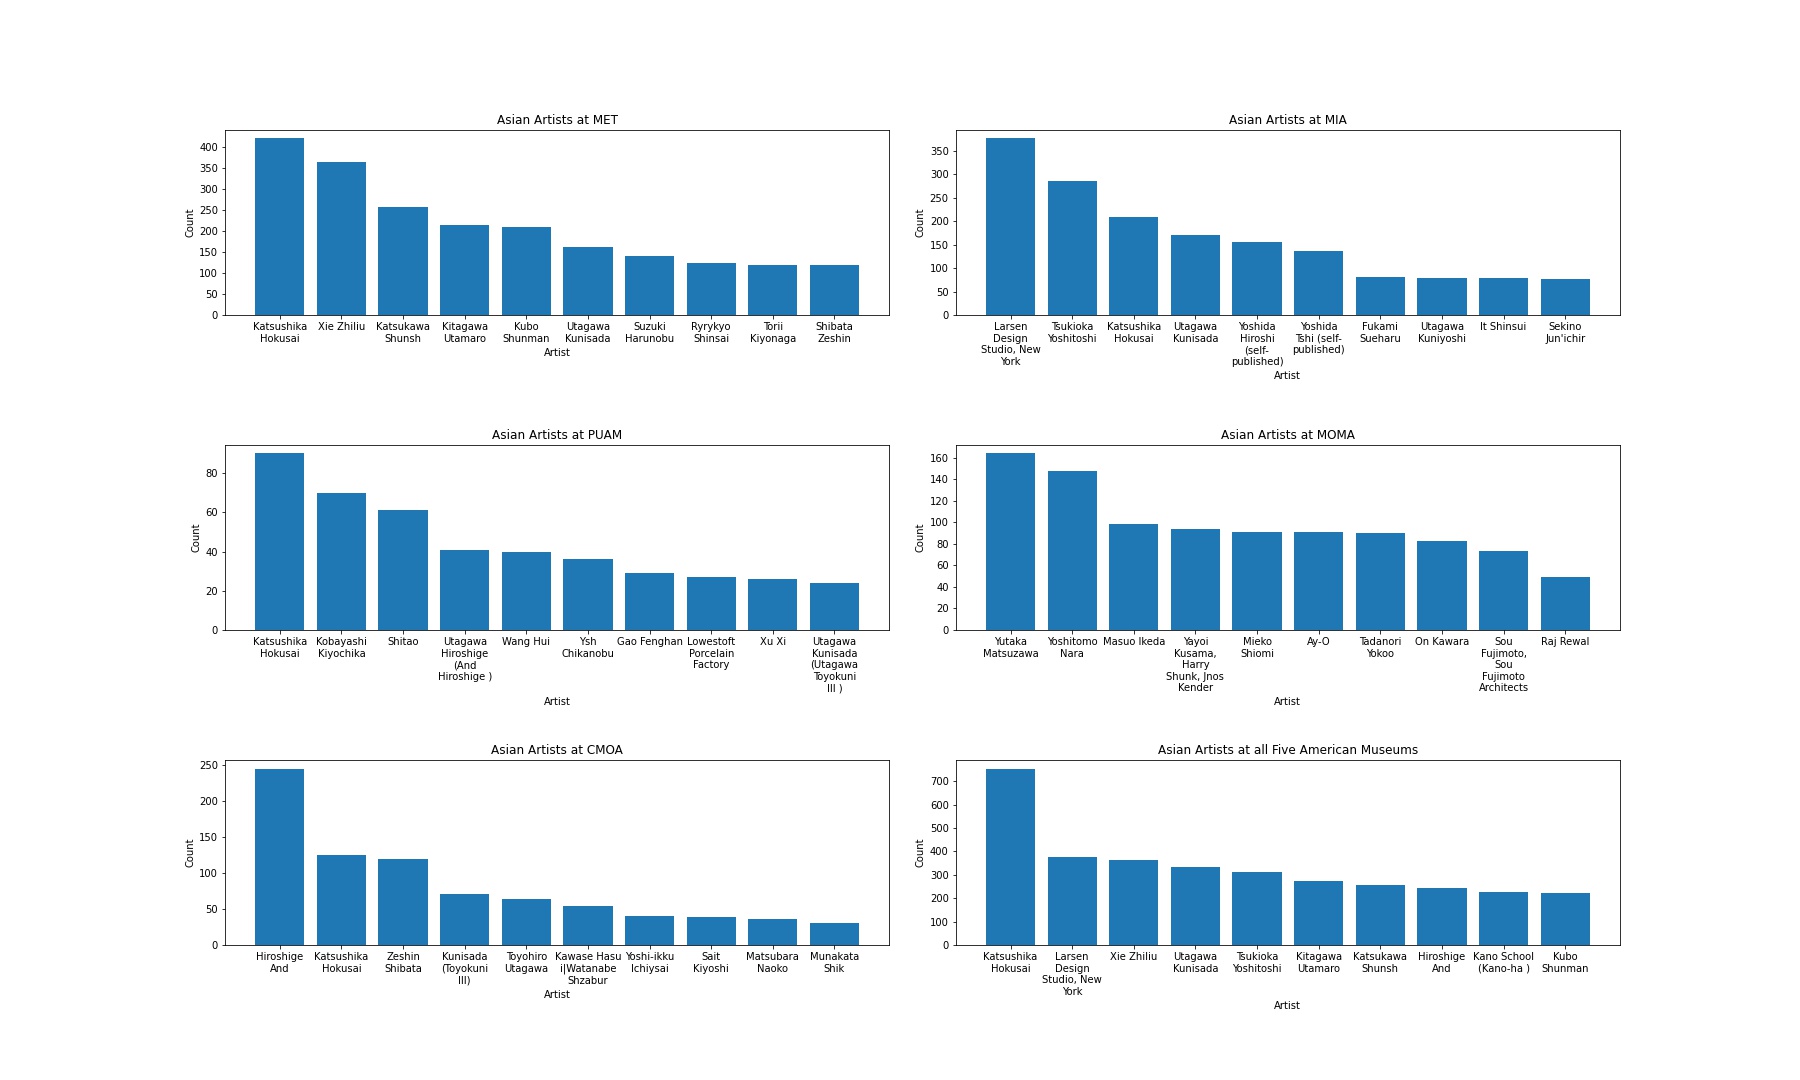 Asian Artists at MET
400
350
300
250
200
150
100
50
0
Count
Katsushika Hokusai
Xie Zhiliu
Katsukawa Shunsh
Kitagawa Utamaro
Kubo Shunman
Utagawa Kunisada
Suzuki Harunobu
Ryrykyo Shinsai
Torii Kiyonaga
Shibata Zeshin
Artist
Asian Artists at MIA
350
300
250
200
150
100
50
0
Count
Larsen Design Studio, New York
Tsukioka Yoshitoshi
Katsushika Hokusai
Utagawa Kunisada
Yoshida Hiroshi (self-published)
Yoshida Tshi (self-published)
Fukami Sueharu
Utagawa Kuniyoshi
It Shinsui
Sekino Jun'ichir
Artist
Asian Artists at PUAM
80
60
40
20
0
Count
Katsushika Hokusai
Kobayashi Kiyochika
Shitao
Utagawa Hiroshige (And Hiroshige )
Wang Hui
Ysh Chikanobu
Gao Fenghan
Lowestoft Porcelain Factory
Xu Xi
Utagawa Kunisada (Utagawa Toyokuni III )
Artist
Asian Artists at MOMA
160
140
120
100
80
60
40
20
0
Count
Yutaka Matsuzawa
Yoshitomo Nara
Masuo Ikeda
Yayoi Kusama, Harry Shunk, Jnos Kender
Mieko Shiomi
Ay-O
Tadanori Yokoo
On Kawara
Sou Fujimoto, Sou Fujimoto Architects
Raj Rewal
Artist
Asian Artists at CMOA
250
200
150
100
50
0
Count
Hiroshige And
Katsushika Hokusai
Zeshin Shibata
Kunisada (Toyokuni III)
Toyohiro Utagawa
Kawase Hasui|Watanabe Shzabur
Yoshi-ikku Ichiysai
Sait Kiyoshi
Matsubara Naoko
Munakata Shik
Artist
Asian Artists at all Five American Museums
700
600
500
400
300
200
100
0
Count
Katsushika Hokusai
Larsen Design Studio, New York
Xie Zhiliu
Utagawa Kunisada
Tsukioka Yoshitoshi
Kitagawa Utamaro
Katsukawa Shunsh
Hiroshige And
Kano School (Kano-ha )
Kubo Shunman
Artist